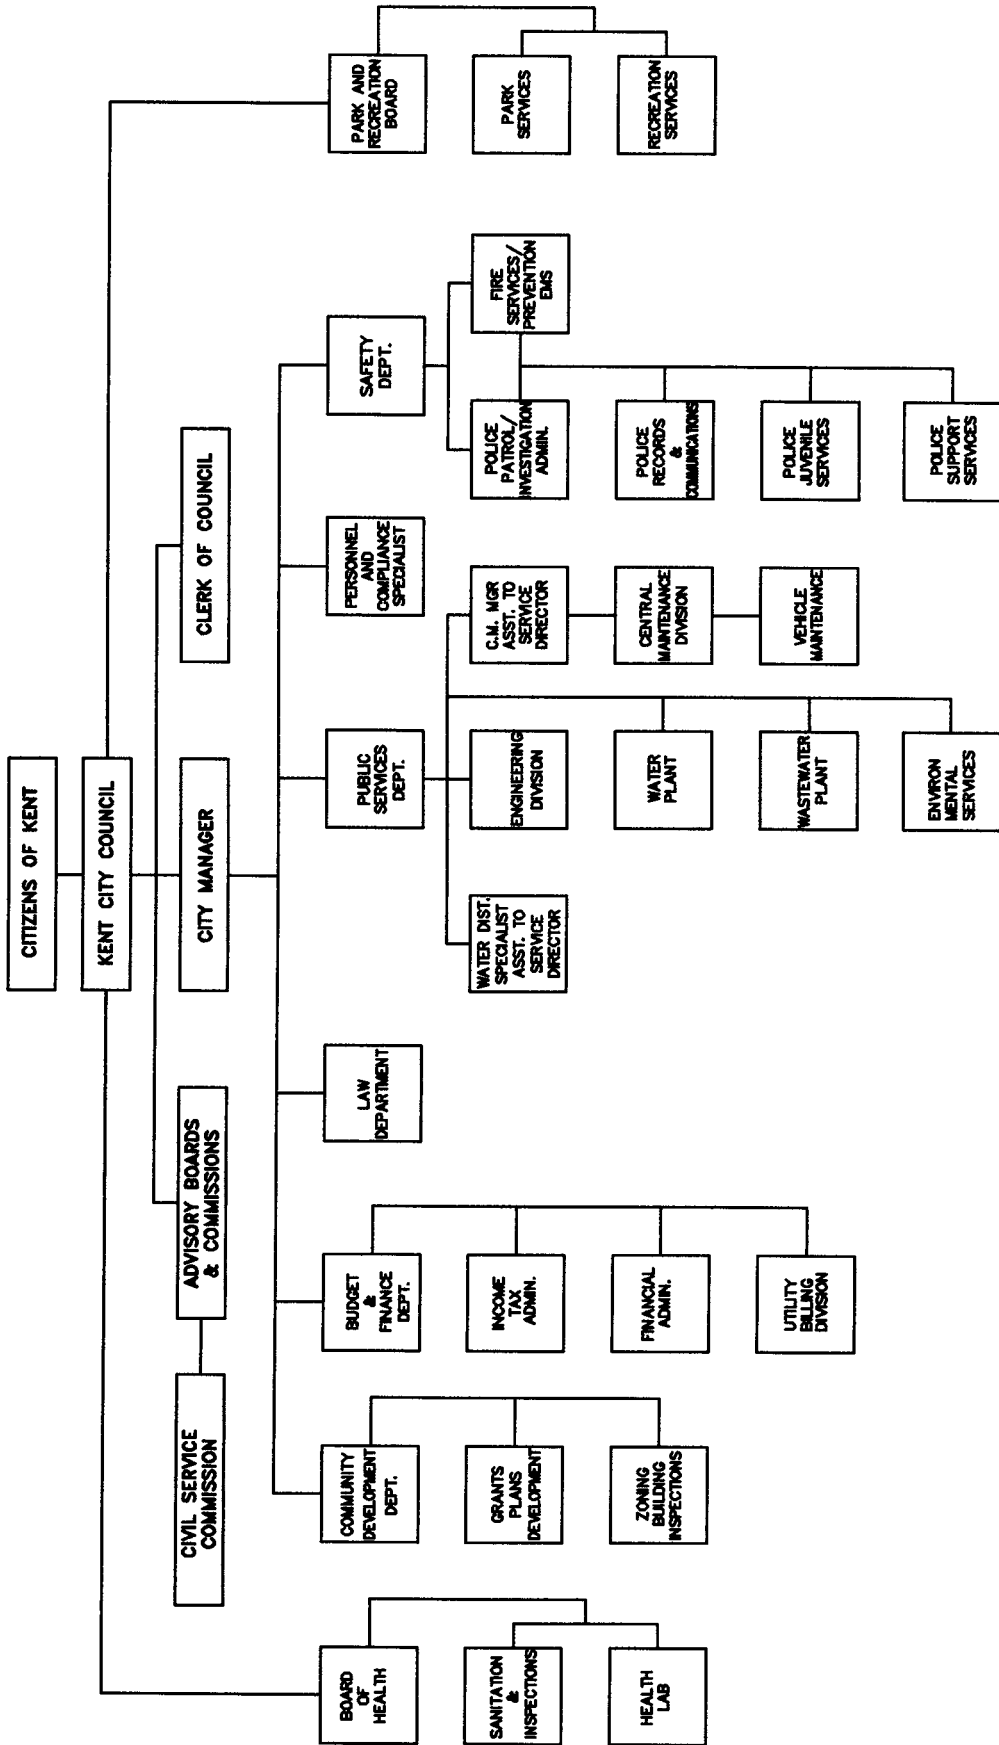 CITIZENS OF KENT
KENT CITY COUNCIL
CIVIL SERVICE
COMMISSION
ADVISORY BOARDS
& COMMISSIONS
CITY MANAGER
CLERK OF COUNCIL
BOARD
OF
HEALTH
COMMUNITY
DEVELOPMENT
DEPT.
BUDGET
&
FINANCE
DEPT.
LAW
DEPARTMENT
PUBLIC
SERVICES
DEPT.
PERSONNEL
AND
COMPLIANCE
SPECIALIST
SAFETY
DEPT.
PARK AND
RECREATION
BOARD
SANITATION
&
INSPECTIONS
GRANTS
PLANS
DEVELOPMENT
INCOME
TAX
ADMIN.
WATER DIST.
SPECIALIST
ASST. TO
SERVICE
DIRECTOR
ENGINEERING
DIVISION
C.M. MGR
ASST. TO
SERVICE
DIRECTOR
POLICE
PATROL/
INVESTIGATION
ADMIN.
FIRE
SERVICES/
PREVENTION
EMS
PARK
SERVICES
HEALTH
LAB
ZONING
BUILDING
INSPECTIONS
FINANCIAL
ADMIN.
WATER
PLANT
CENTRAL
MAINTENANCE
DIVISION
POLICE
RECORDS
&
COMMUNICATIONS
RECREATION
SERVICES
UTILITY
BILLING
DIVISION
WASTEWATER
PLANT
VEHICLE
MAINTENANCE
POLICE
JUVENILE
SERVICES
ENVIRON
MENTAL
SERVICES
POLICE
SUPPORT
SERVICES